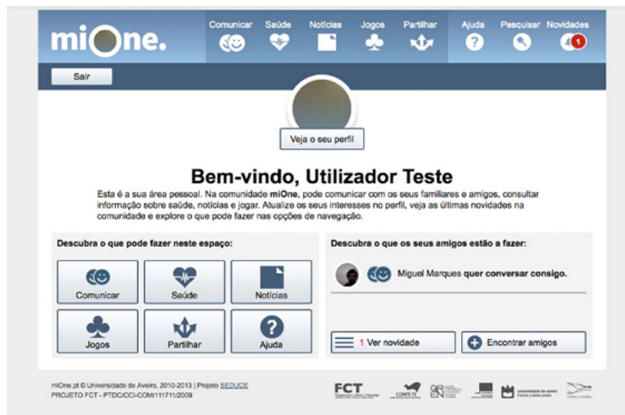 miOne.
Comunicar Saúde Notícias Jogos Partilhar Ajuda Pesquisar Novidades
1
Sair
Veja o seu perfil
Bem-vindo, Utilizador Teste
Esta é a sua área pessoal. Na comunidade miOne, pode comunicar com os seus familiares e amigos, consultar
informação sobre saúde, notícias e jogar. Atualize os seus interesses no perfil, veja as últimas novidades na
comunidade e explore o que pode fazer nas opções de navegação.
Descubra o que pode fazer neste espaço:
Comunicar Saúde Notícias
Jogos Partilhar Ajuda
Descubra o que os seus amigos estão a fazer:
Miguel Marques quer conversar consigo.
1 Ver novidade
Encontrar amigos
miOne.pt © Universidade de Aveiro, 2010-2013 | Projeto SEDUCE
PROJETO FCT - PTDC/CCI-COM/111711/2009
FCT
COMPETE